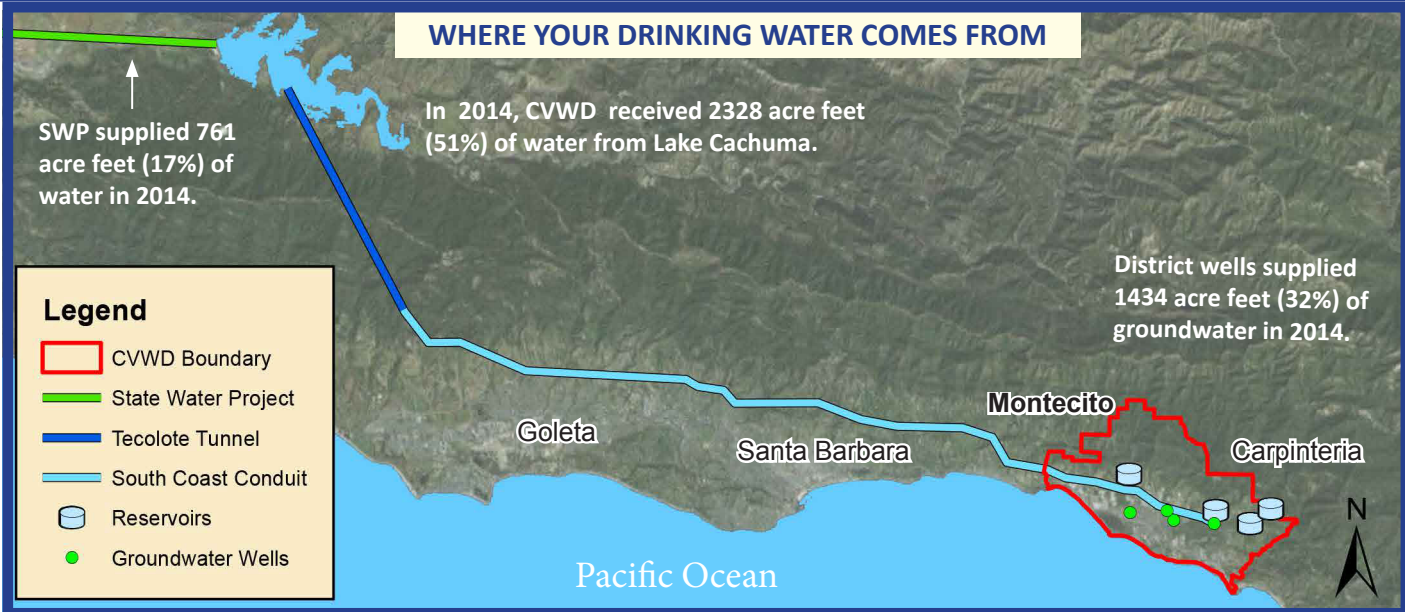 WHERE YOUR DRINKING WATER COMES FROM
SWP supplied 761
acre feet (17%) of
water in 2014.
In 2014, CVWD received 2328 acre feet
(51%) of water from Lake Cachuma.
District wells supplied
1434 acre feet (32%) of
groundwater in 2014.
Legend
CVWD Boundary
State Water Project
Tecolote Tunnel
South Coast Conduit
Reservoirs
Groundwater Wells
Goleta
Santa Barbara
Montecito
Carpinteria
Pacific Ocean
N